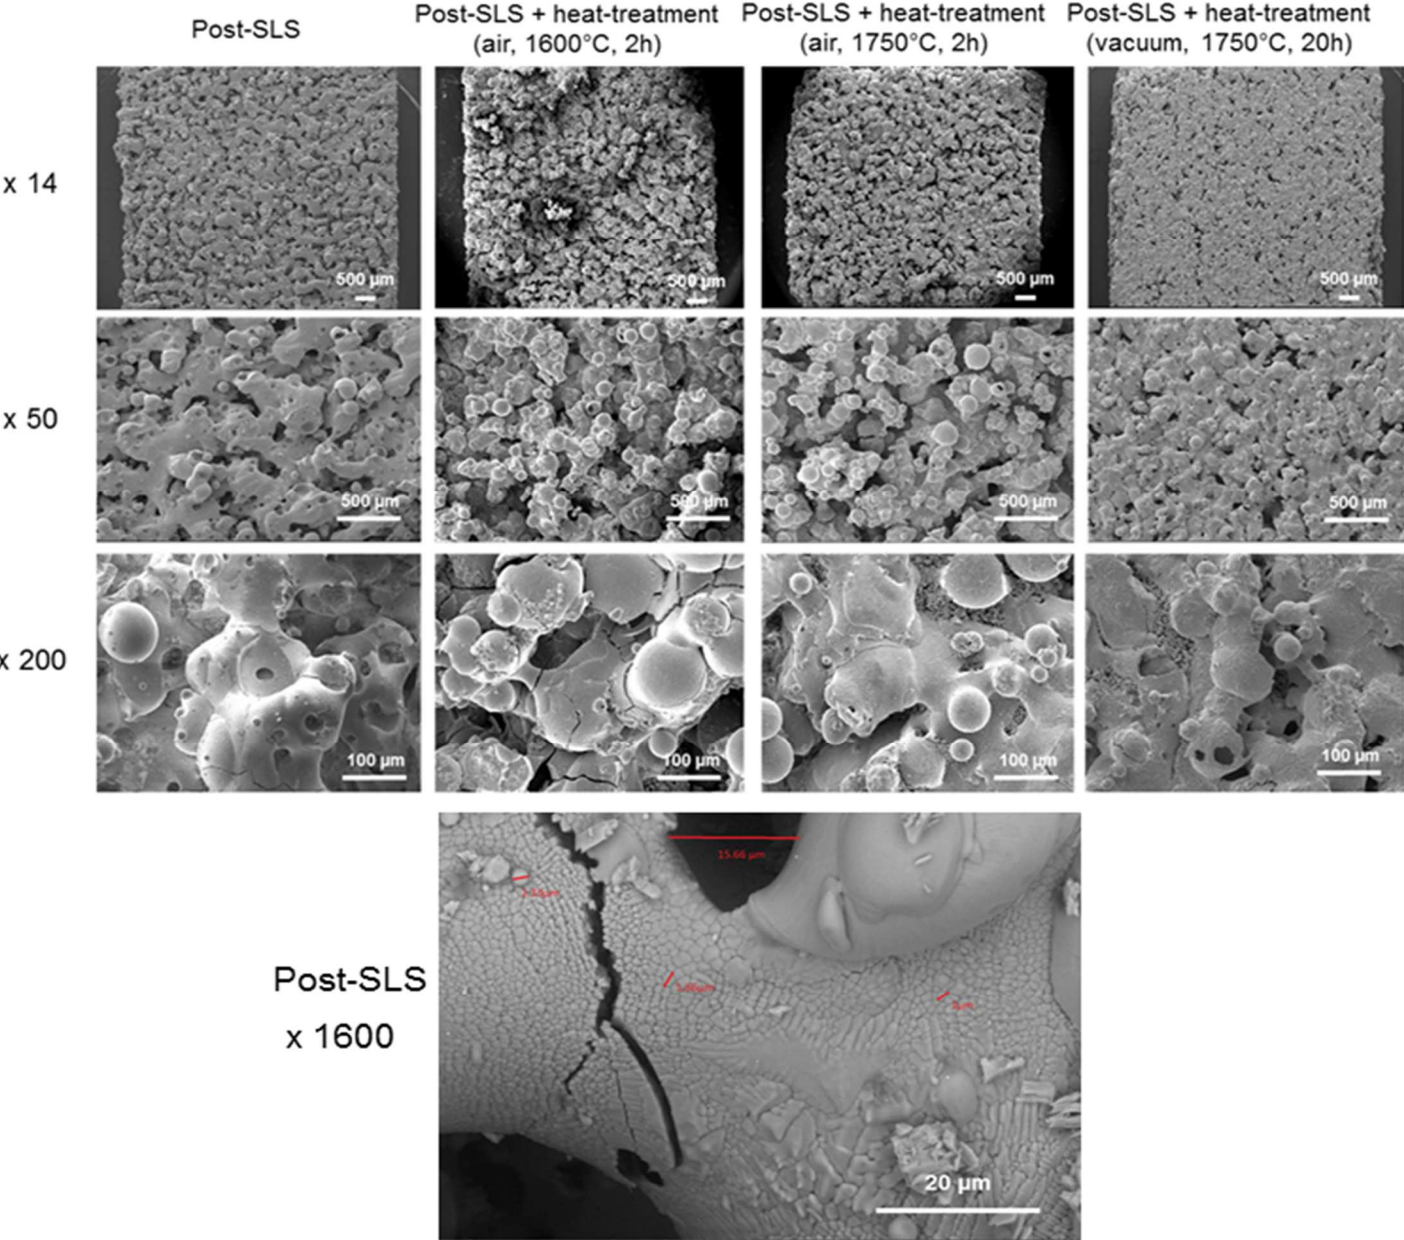 Post-SLS
Post-SLS + heat-treatment
(air, 1600°C, 2h)
Post-SLS + heat-treatment
(air, 1750°C, 2h)
Post-SLS + heat-treatment
(vacuum, 1750°C, 20h)
x 14
500 µm
500 µm
500 µm
500 µm
x 50
500 µm
500 µm
500 µm
500 µm
x 200
100 µm
100 µm
100 µm
100 µm
Post-SLS
x 1600
15.66 µm
20 µm